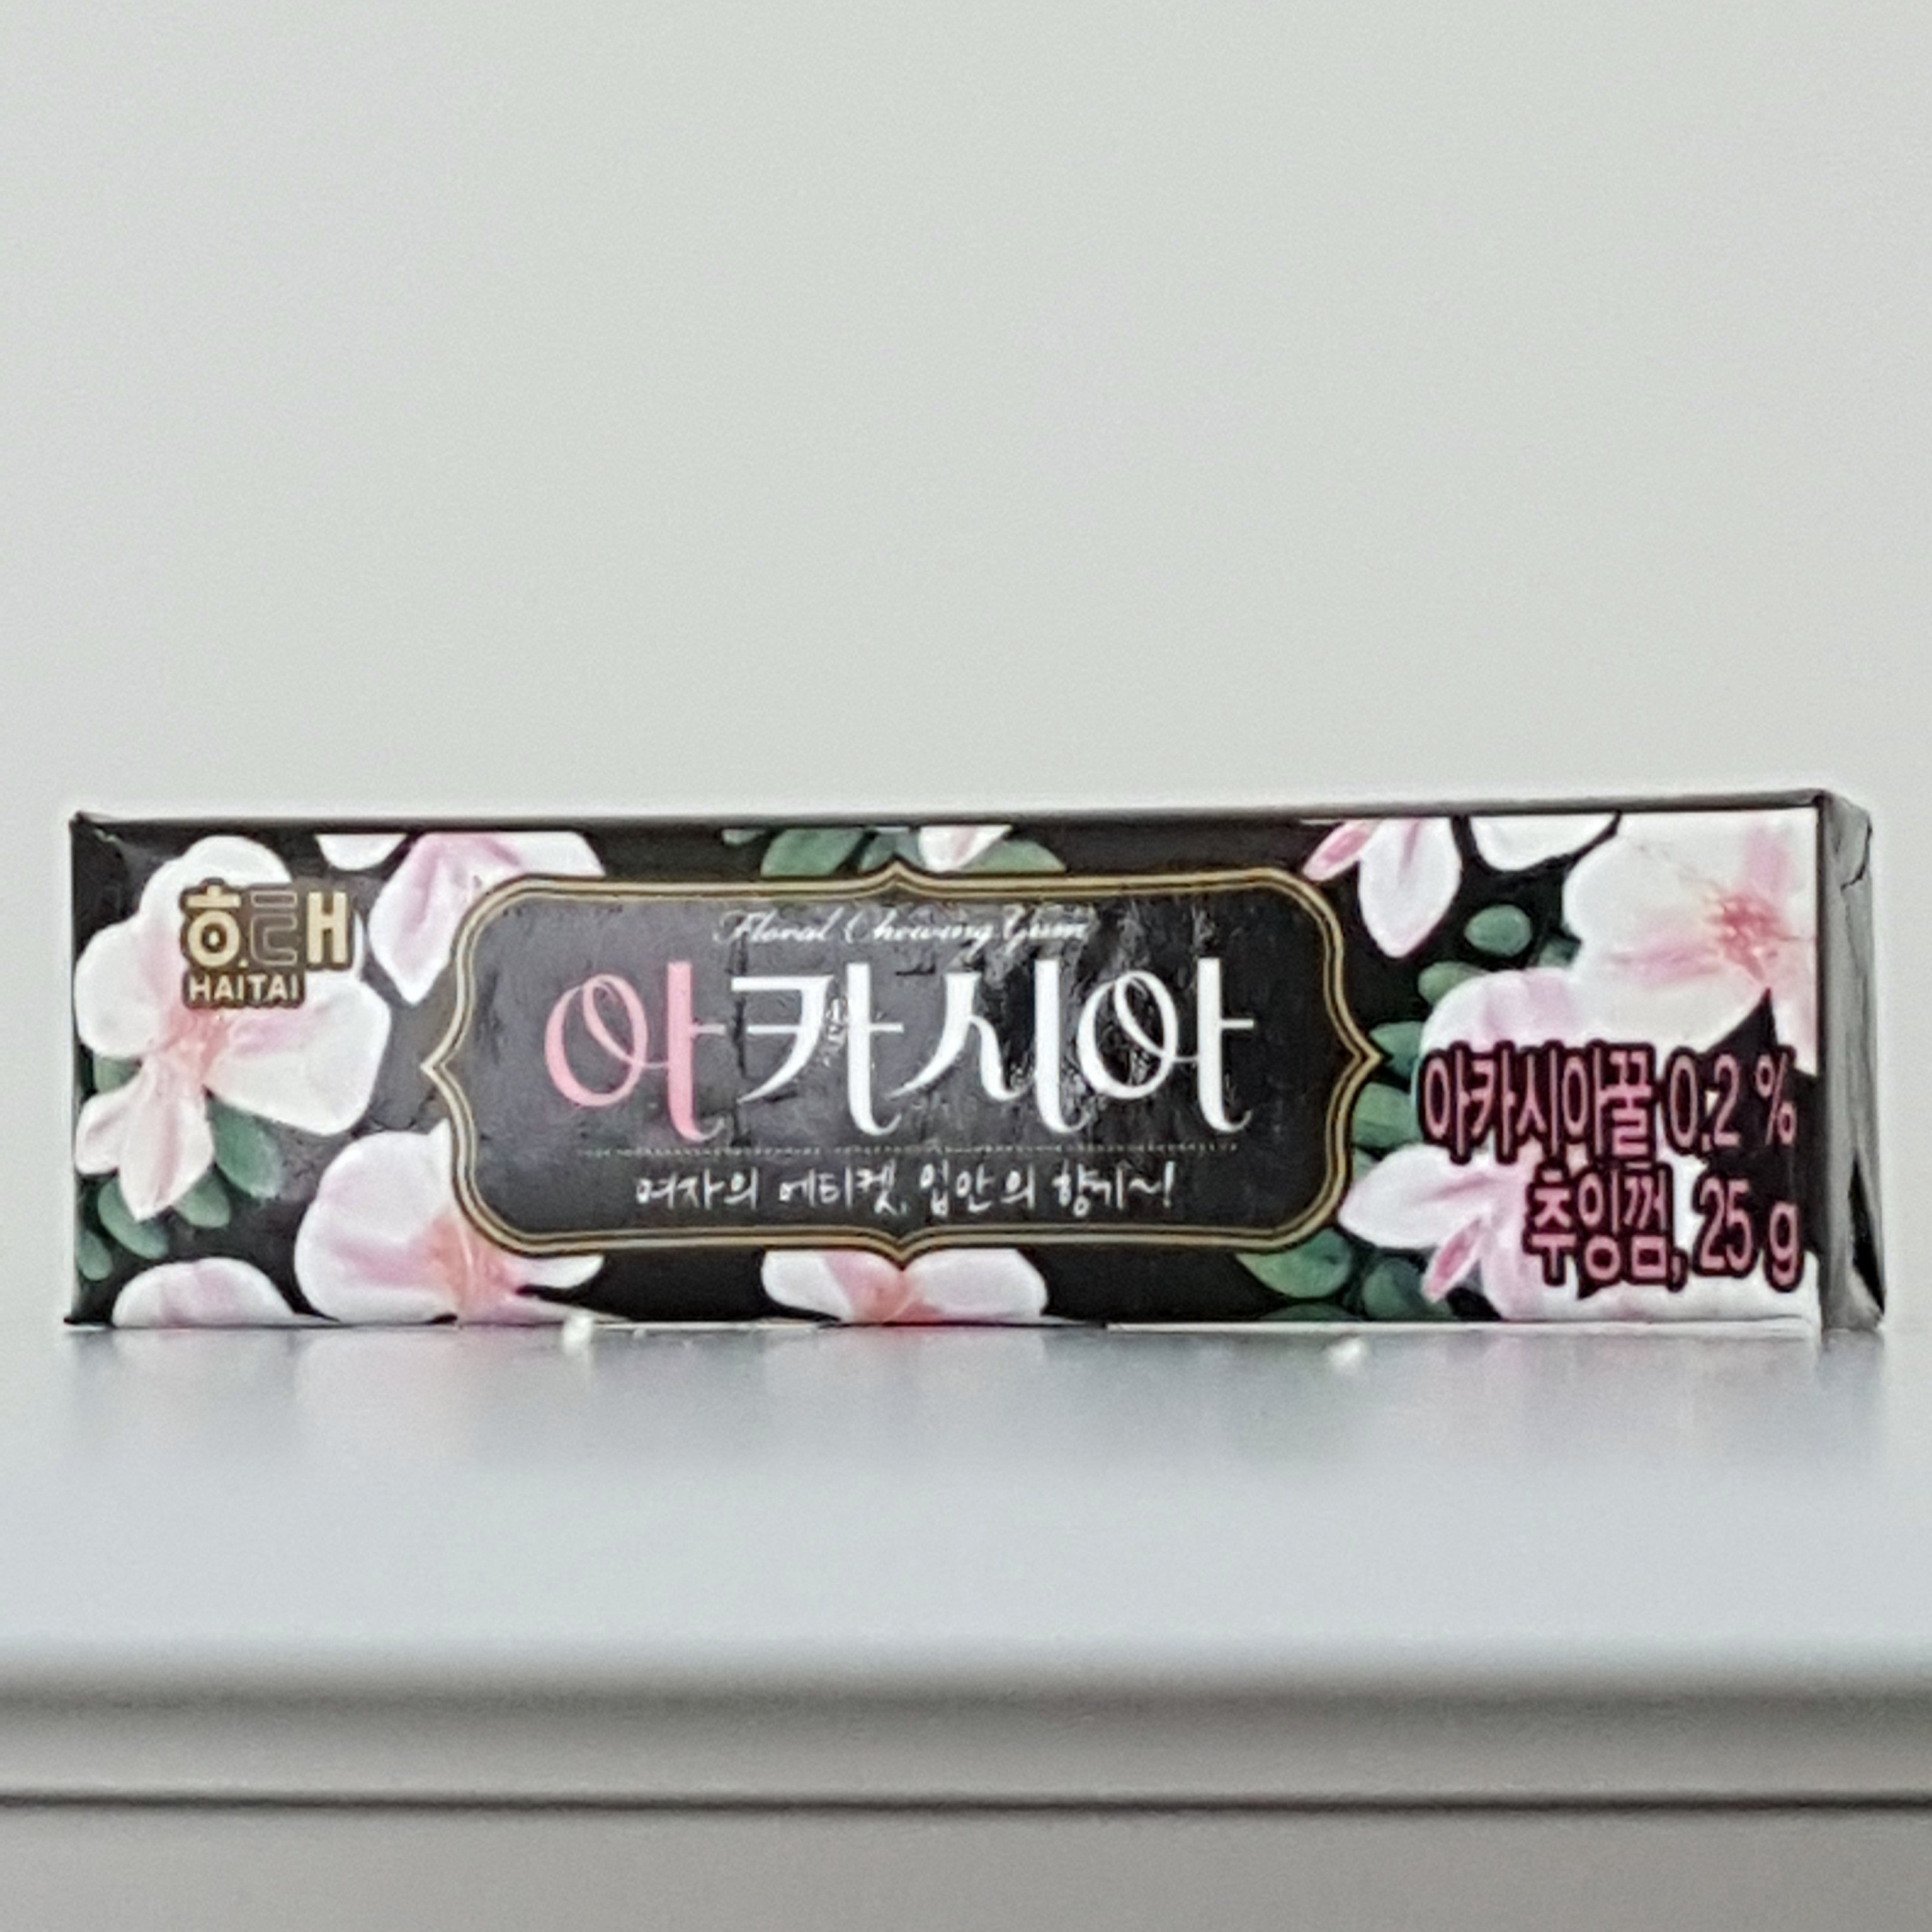 해태
HAITAI
Floral Chewing Gum
아카시아
여자의 에티켓, 입안의 향기~!
아카시아꿀 0.2 %
추잉껌, 25 g